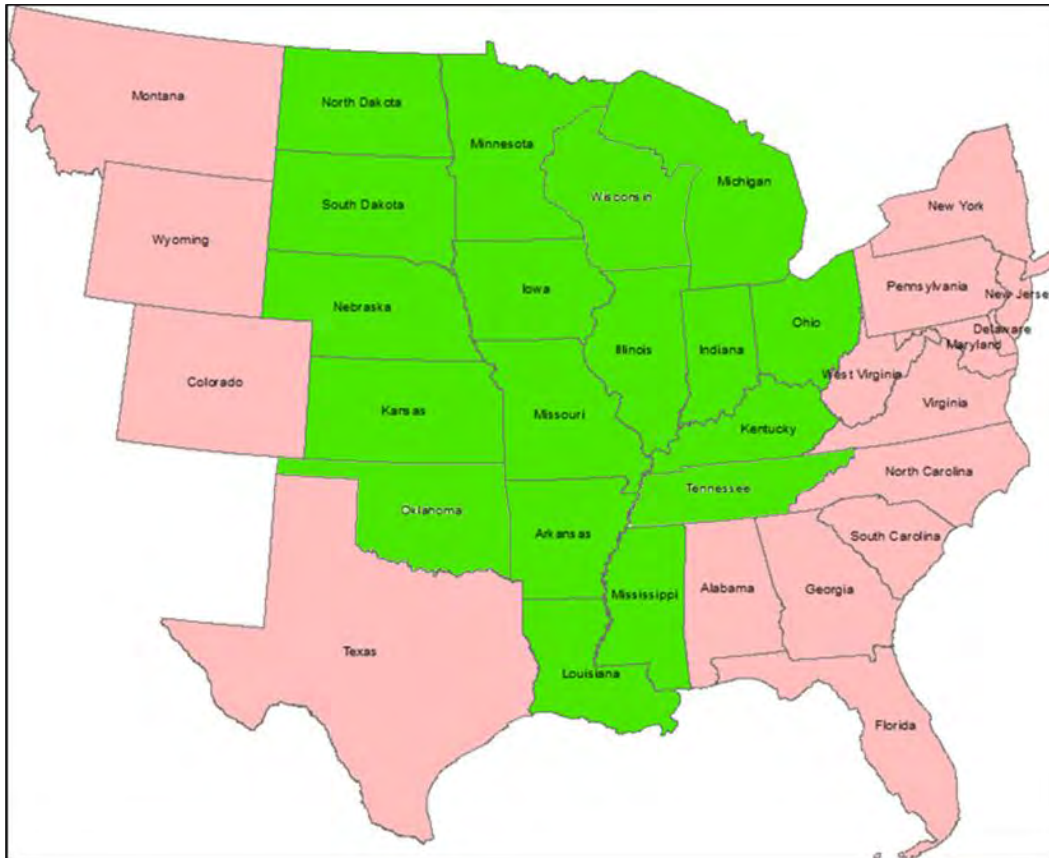 Montana
North Dakota
Minnesota
Michigan
Wisconsin
South Dakota
New York
Wyoming
Pennsylvania
New Jerse
Iowa
Nebraska
Ohio
Delaware
Maryland
Illinois
Indiana
West Virginia
Colorado
Virginia
Kansas
Missouri
Kentucky
North Carolina
Tennessee
Oklahoma
Arkansas
South Carolina
Mississippi
Alabama
Georgia
Texas
Louisiana
Florida